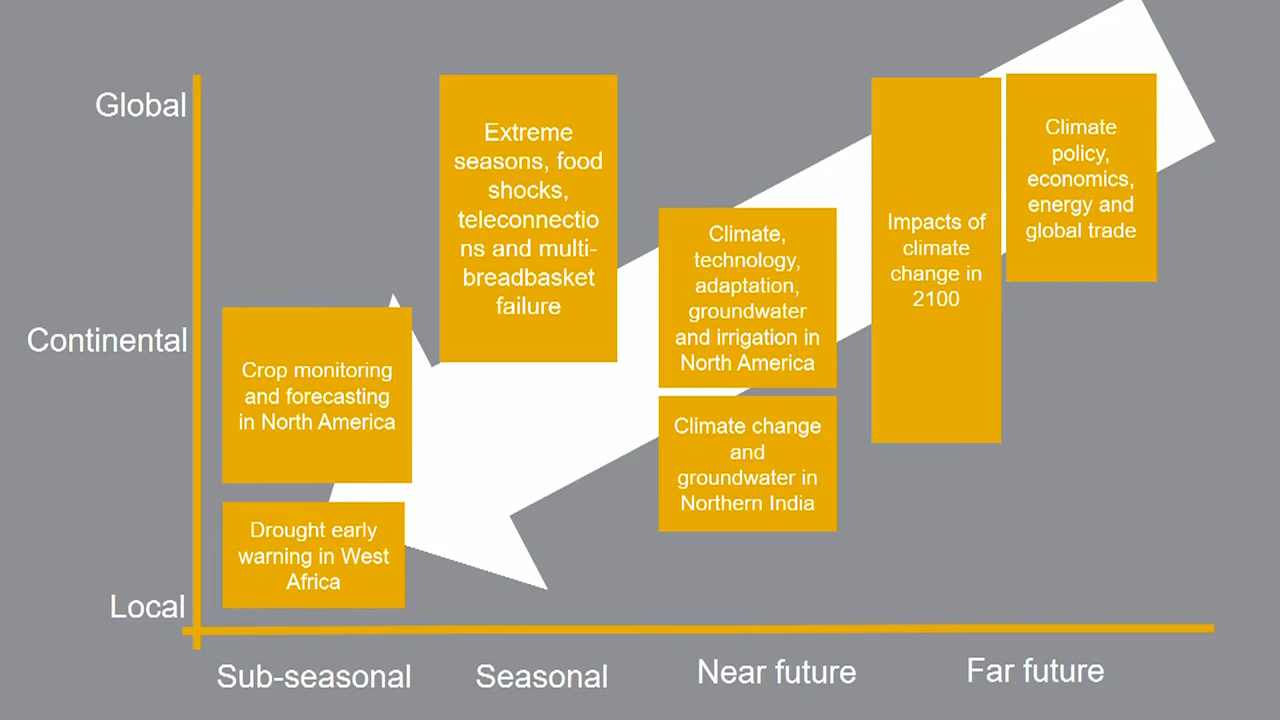 Global
Continental
Local
Extreme
seasons, food
shocks,
teleconnectio
ns and multi-
breadbasket
failure
Crop monitoring
and forecasting
in North America
Drought early
warning in West
Africa
Climate,
technology,
adaptation,
groundwater
and irrigation in
North America
Climate change
and
groundwater in
Northern India
Impacts of
climate
change in
2100
Climate
policy,
economics,
energy and
global trade
Sub-seasonal
Seasonal
Near future
Far future